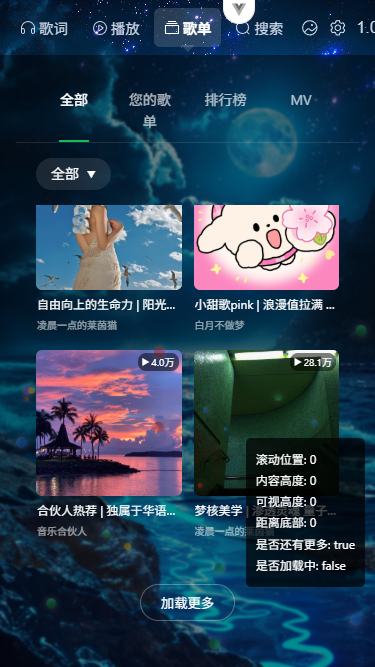 歌词 播放 歌单 搜索 1.0
全部 您的歌单 排行榜 MV
全部 ▼
自由向上的生命力 | 阳光... 小甜歌pink | 浪漫值拉满 ...
凌晨一点的莱茵猫 白月不做梦
4.0万 28.1万
合伙人热荐 | 独属于华语... 梦核美学 |
音乐合伙人 凌晨一点的
滚动位置: 0
内容高度: 0
可视高度: 0
距离底部: 0
是否还有更多: true
是否加载中: false
加载更多